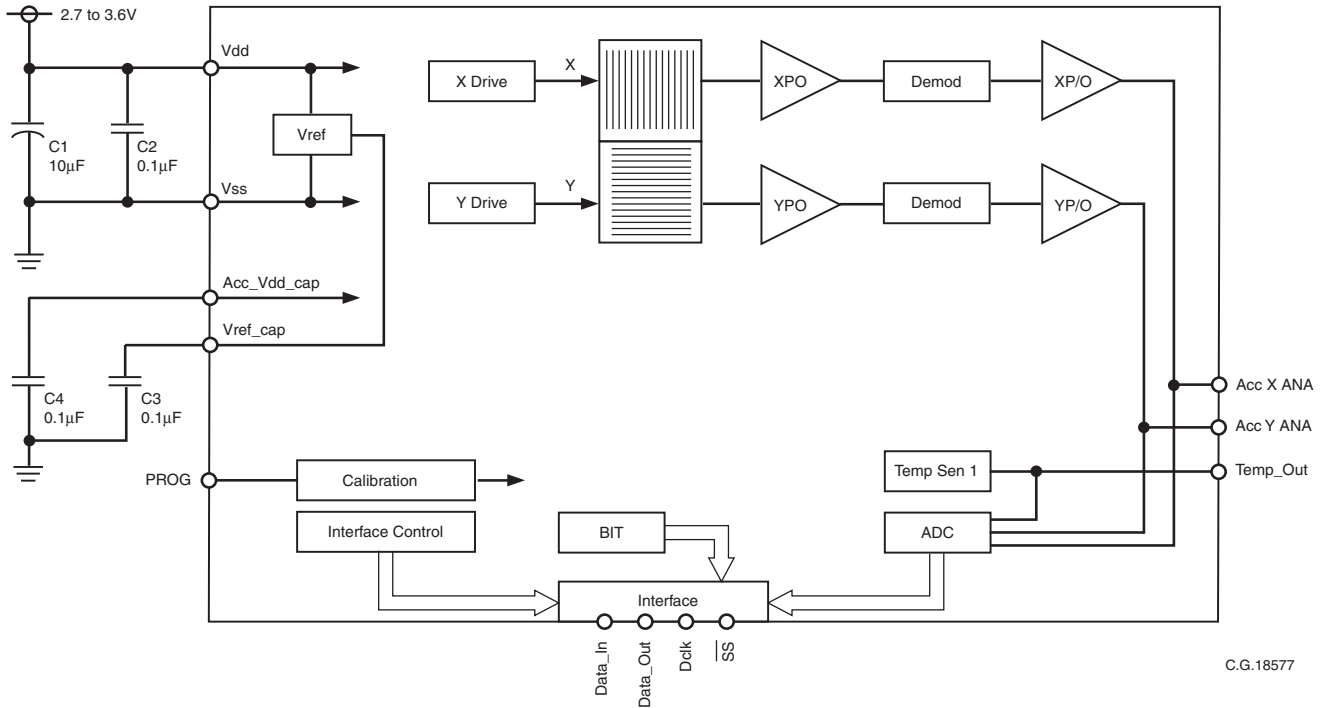 2.7 to 3.6V
Vdd
C1
10μF
C2
0.1μF
Vref
Vss
Acc_Vdd_cap
Vref_cap
C4
0.1μF
C3
0.1μF
X Drive
X
XPO
Demod
XP/O
Y Drive
Y
YPO
Demod
YP/O
Acc X ANA
Acc Y ANA
Temp Sen 1
Temp_Out
PROG
Calibration
Interface Control
BIT
ADC
Interface
Data_In
Data_Out
Dclk
SS
C.G.18577